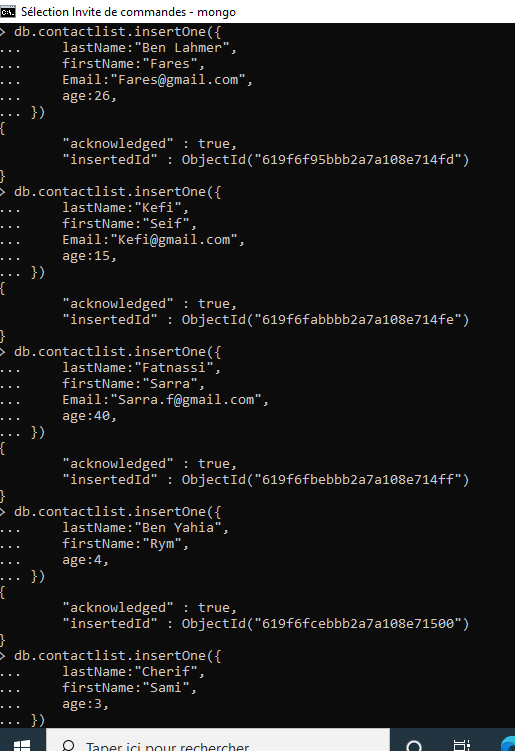 Sélection Invite de commandes - mongo
> db.contactlist.insertOne({
...     lastName:"Ben Lahmer",
...     firstName:"Fares",
...     Email:"Fares@gmail.com",
...     age:26,
... })
{
        "acknowledged" : true,
        "insertedId" : ObjectId("619f6f95bbb2a7a108e714fd")
}
> db.contactlist.insertOne({
...     lastName:"Kefi",
...     firstName:"Seif",
...     Email:"Kefi@gmail.com",
...     age:15,
... })
{
        "acknowledged" : true,
        "insertedId" : ObjectId("619f6fabbbb2a7a108e714fe")
}
> db.contactlist.insertOne({
...     lastName:"Fatnassi",
...     firstName:"Sarra",
...     Email:"Sarra.f@gmail.com",
...     age:40,
... })
{
        "acknowledged" : true,
        "insertedId" : ObjectId("619f6fbebbb2a7a108e714ff")
}
> db.contactlist.insertOne({
...     lastName:"Ben Yahia",
...     firstName:"Rym",
...     age:4,
... })
{
        "acknowledged" : true,
        "insertedId" : ObjectId("619f6fcebbb2a7a108e71500")
}
> db.contactlist.insertOne({
...     lastName:"Cherif",
...     firstName:"Sami",
...     age:3,
... })
Taper ici pour rechercher